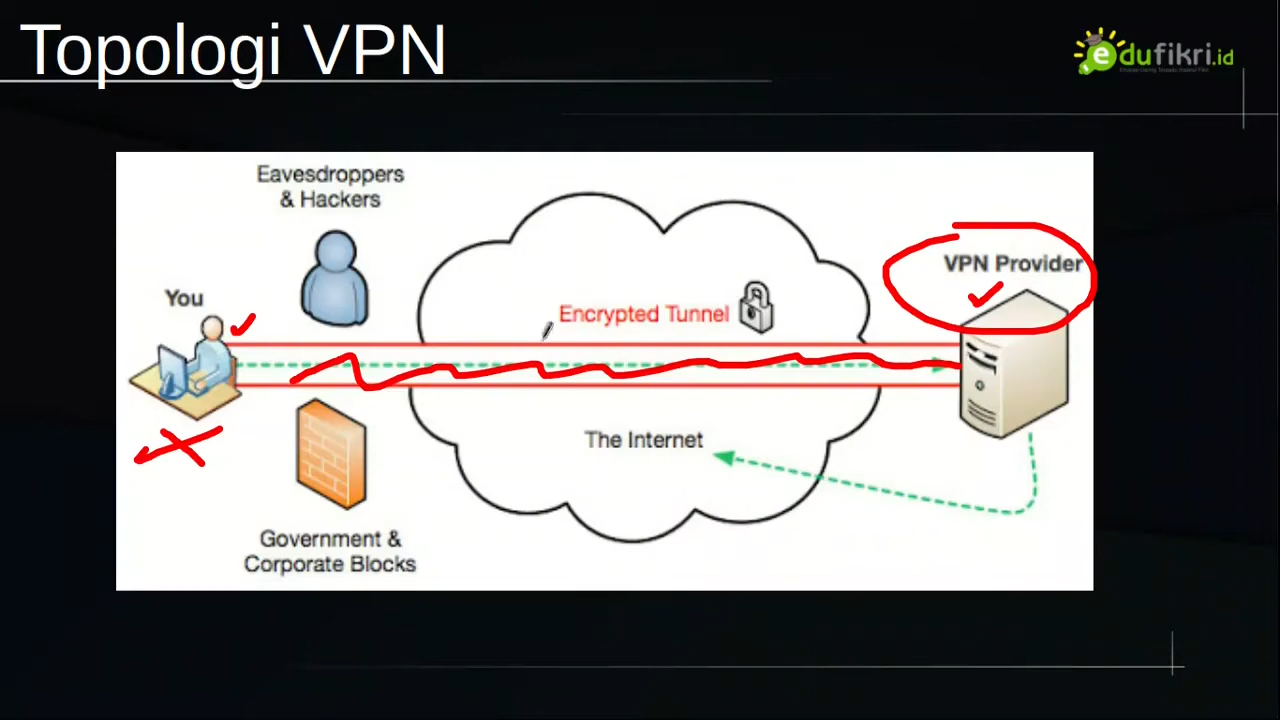 Topologi VPN
edufikri.id
Eavesdroppers
& Hackers
You
VPN Provider
Encrypted Tunnel
The Internet
Government &
Corporate Blocks